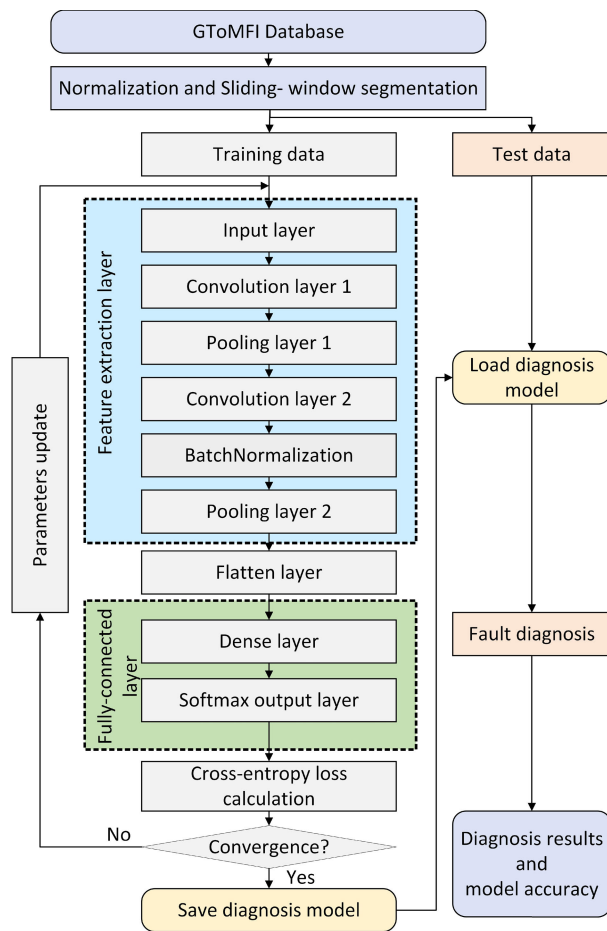 GToMFI Database
Normalization and Sliding- window segmentation
Training data
Test data
Feature extraction layer
Input layer
Convolution layer 1
Pooling layer 1
Convolution layer 2
BatchNormalization
Pooling layer 2
Parameters update
Load diagnosis
model
Flatten layer
Fully-connected
layer
Dense layer
Softmax output layer
Fault diagnosis
Cross-entropy loss
calculation
No
Convergence?
Yes
Save diagnosis model
Diagnosis results
and
model accuracy